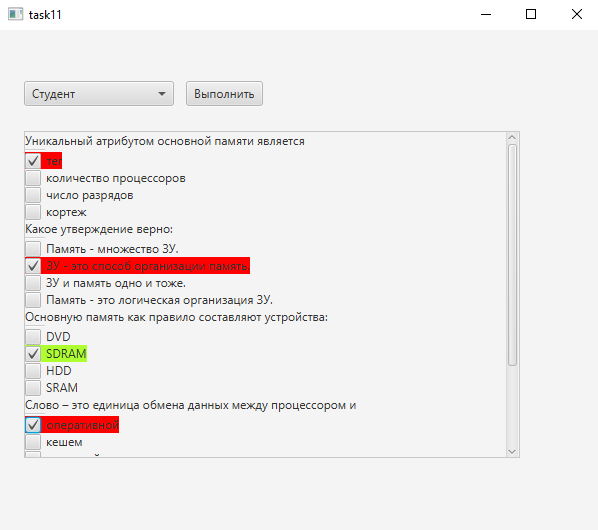 task11
Студент Выполнить
Уникальный атрибутом основной памяти является
тег
количество процессоров
число разрядов
кортеж
Какое утверждение верно:
Память - множество ЗУ.
ЗУ - это способ организации память.
ЗУ и память одно и тоже.
Память - это логическая организация ЗУ.
Основную память как правило составляют устройства:
DVD
SDRAM
HDD
SRAM
Слово – это единица обмена данных между процессором и
оперативной
кешем